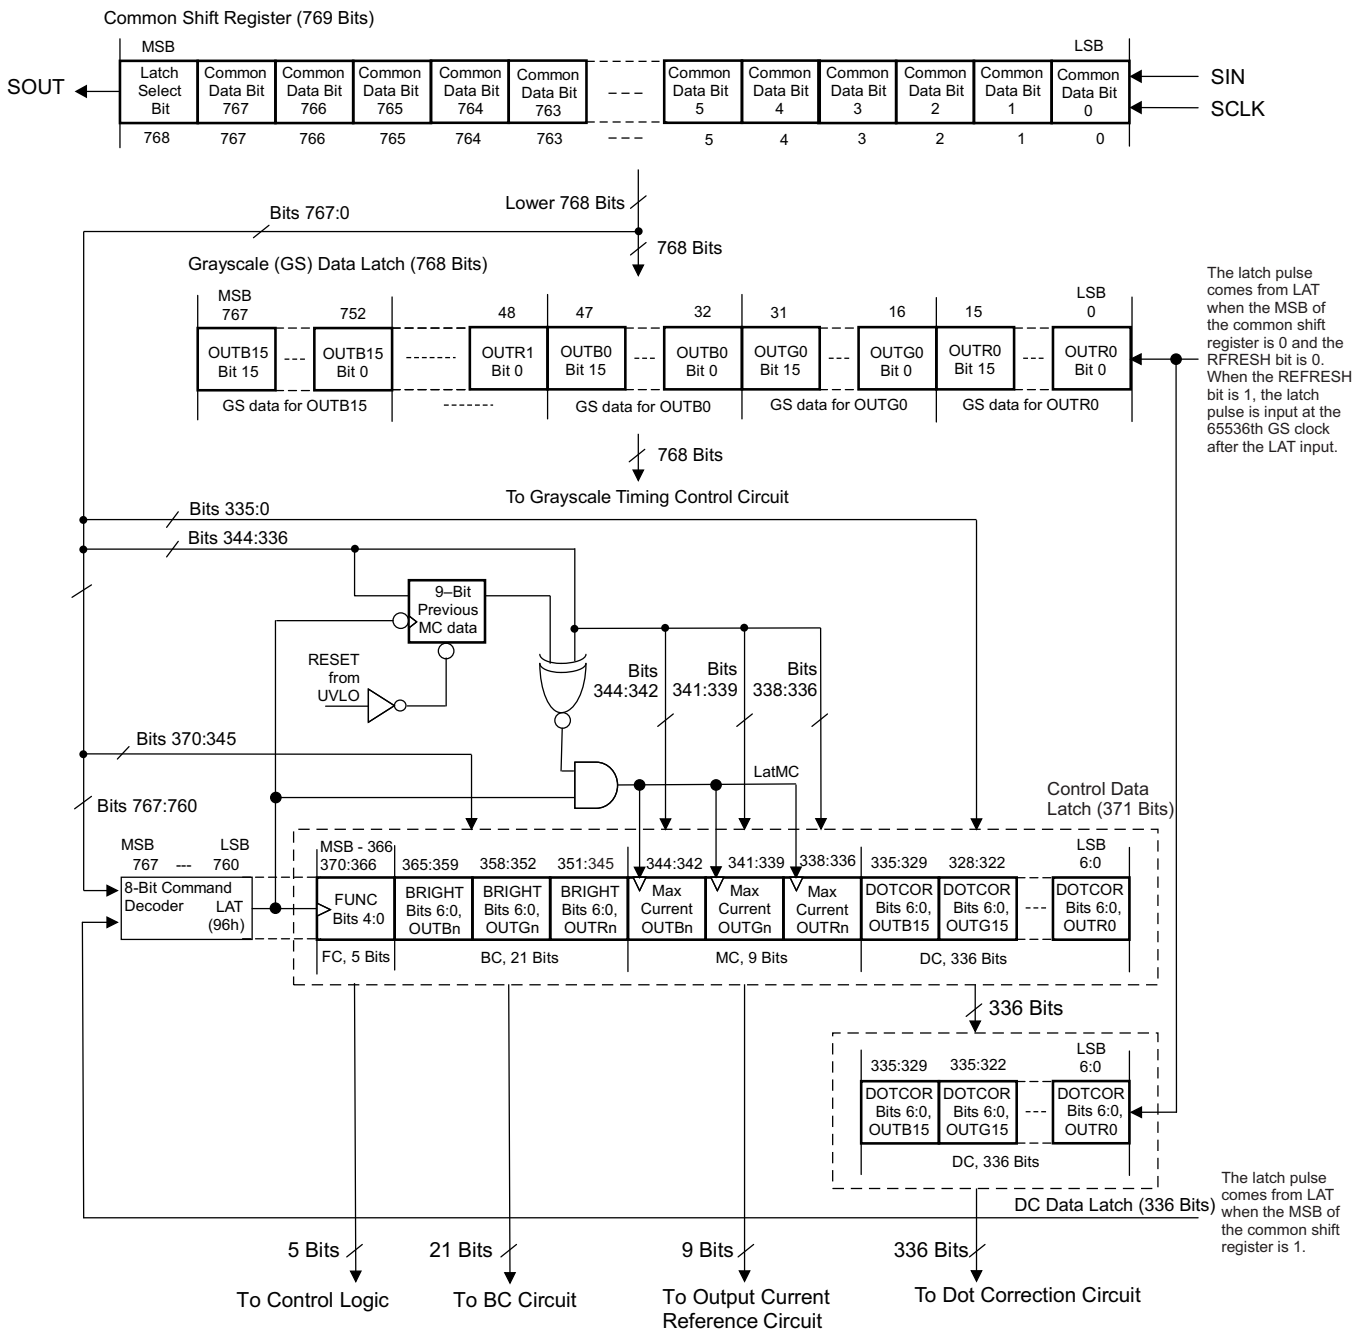 Common Shift Register (769 Bits)
MSB
LSB
SOUT
Latch
Select
Bit
Common
Data Bit
767
Common
Data Bit
766
Common
Data Bit
765
Common
Data Bit
764
Common
Data Bit
763
Common
Data Bit
5
Common
Data Bit
4
Common
Data Bit
3
Common
Data Bit
2
Common
Data Bit
1
Common
Data Bit
0
SIN
SCLK
768 767 766 765 764 763 5 4 3 2 1 0
Lower 768 Bits
Bits 767:0
768 Bits
Grayscale (GS) Data Latch (768 Bits)
MSB
767
752
48
47
32
31
16
15
LSB
0
OUTB15
Bit 15
OUTB15
Bit 0
OUTR1
Bit 0
OUTB0
Bit 15
OUTB0
Bit 0
OUTG0
Bit 15
OUTG0
Bit 0
OUTR0
Bit 15
OUTR0
Bit 0
GS data for OUTB15
GS data for OUTB0
GS data for OUTG0
GS data for OUTR0
The latch pulse
comes from LAT
when the MSB of
the common shift
register is 0 and the
RFRESH bit is 0.
When the REFRESH
bit is 1, the latch
pulse is input at the
65536th GS clock
after the LAT input.
768 Bits
To Grayscale Timing Control Circuit
Bits 335:0
Bits 344:336
9–Bit
Previous
MC data
RESET
from
UVLO
Bits
344:342
Bits
341:339
Bits
338:336
Bits 370:345
LatMC
Bits 767:760
Control Data
Latch (371 Bits)
MSB --- LSB
767 760
8-Bit Command
Decoder
LAT
(96h)
MSB - 366
370:366
365:359
358:352
351:345
344:342
341:339
338:336
335:329
328:322
LSB
6:0
FUNC
Bits 4:0
BRIGHT
Bits 6:0,
OUTBn
BRIGHT
Bits 6:0,
OUTGn
BRIGHT
Bits 6:0,
OUTRn
Max
Current
OUTBn
Max
Current
OUTGn
Max
Current
OUTRn
DOTCOR
Bits 6:0,
OUTB15
DOTCOR
Bits 6:0,
OUTG15
DOTCOR
Bits 6:0,
OUTR0
FC, 5 Bits
BC, 21 Bits
MC, 9 Bits
DC, 336 Bits
336 Bits
335:329
335:322
LSB
6:0
DOTCOR
Bits 6:0,
OUTB15
DOTCOR
Bits 6:0,
OUTG15
DOTCOR
Bits 6:0,
OUTR0
DC, 336 Bits
DC Data Latch (336 Bits)
The latch pulse
comes from LAT
when the MSB of
the common shift
register is 1.
5 Bits
21 Bits
9 Bits
336 Bits
To Control Logic
To BC Circuit
To Output Current
Reference Circuit
To Dot Correction Circuit